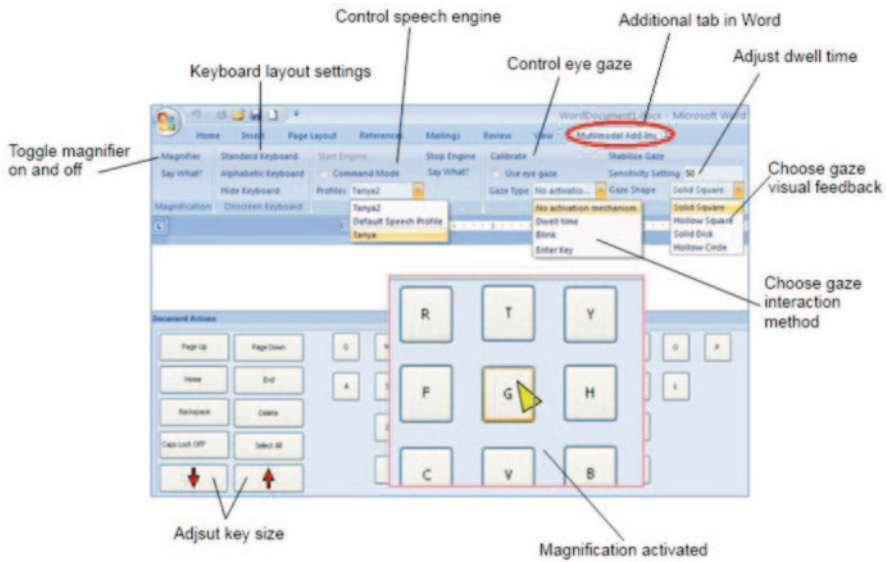 Control speech engine
Additional tab in Word
Keyboard layout settings
Control eye gaze
Adjust dwell time
Toggle magnifier
on and off
Choose gaze
visual feedback
Choose gaze
interaction
method
Adjsut key size
Magnification activated
WordDocument1.docx - Microsoft Word
Home Insert Page Layout References Mailings Review View Multimodal Add-Ins
Magnifier Standard Keyboard Start Engine Stop Engine Calibrate Stabilise Gaze
Say What? Alphabetic Keyboard Command Mode Say What? Use eye gaze Sensitivity Setting 50
Hide Keyboard Profiles Tanya2 Gaze Type No activatio... Gaze Shape Solid Square
Magnification Onscreen Keyboard
Tanya2
Default Speech Profile
Tanya
No activation mechanism
Dwell time
Blink
Enter Key
Solid Square
Hollow Square
Solid Disk
Hollow Circle
Document Actions
Page Up Page Down Q O P
Home End A L
Backspace Delete
Caps Lock OFF Select All
R T Y
F G H
C V B